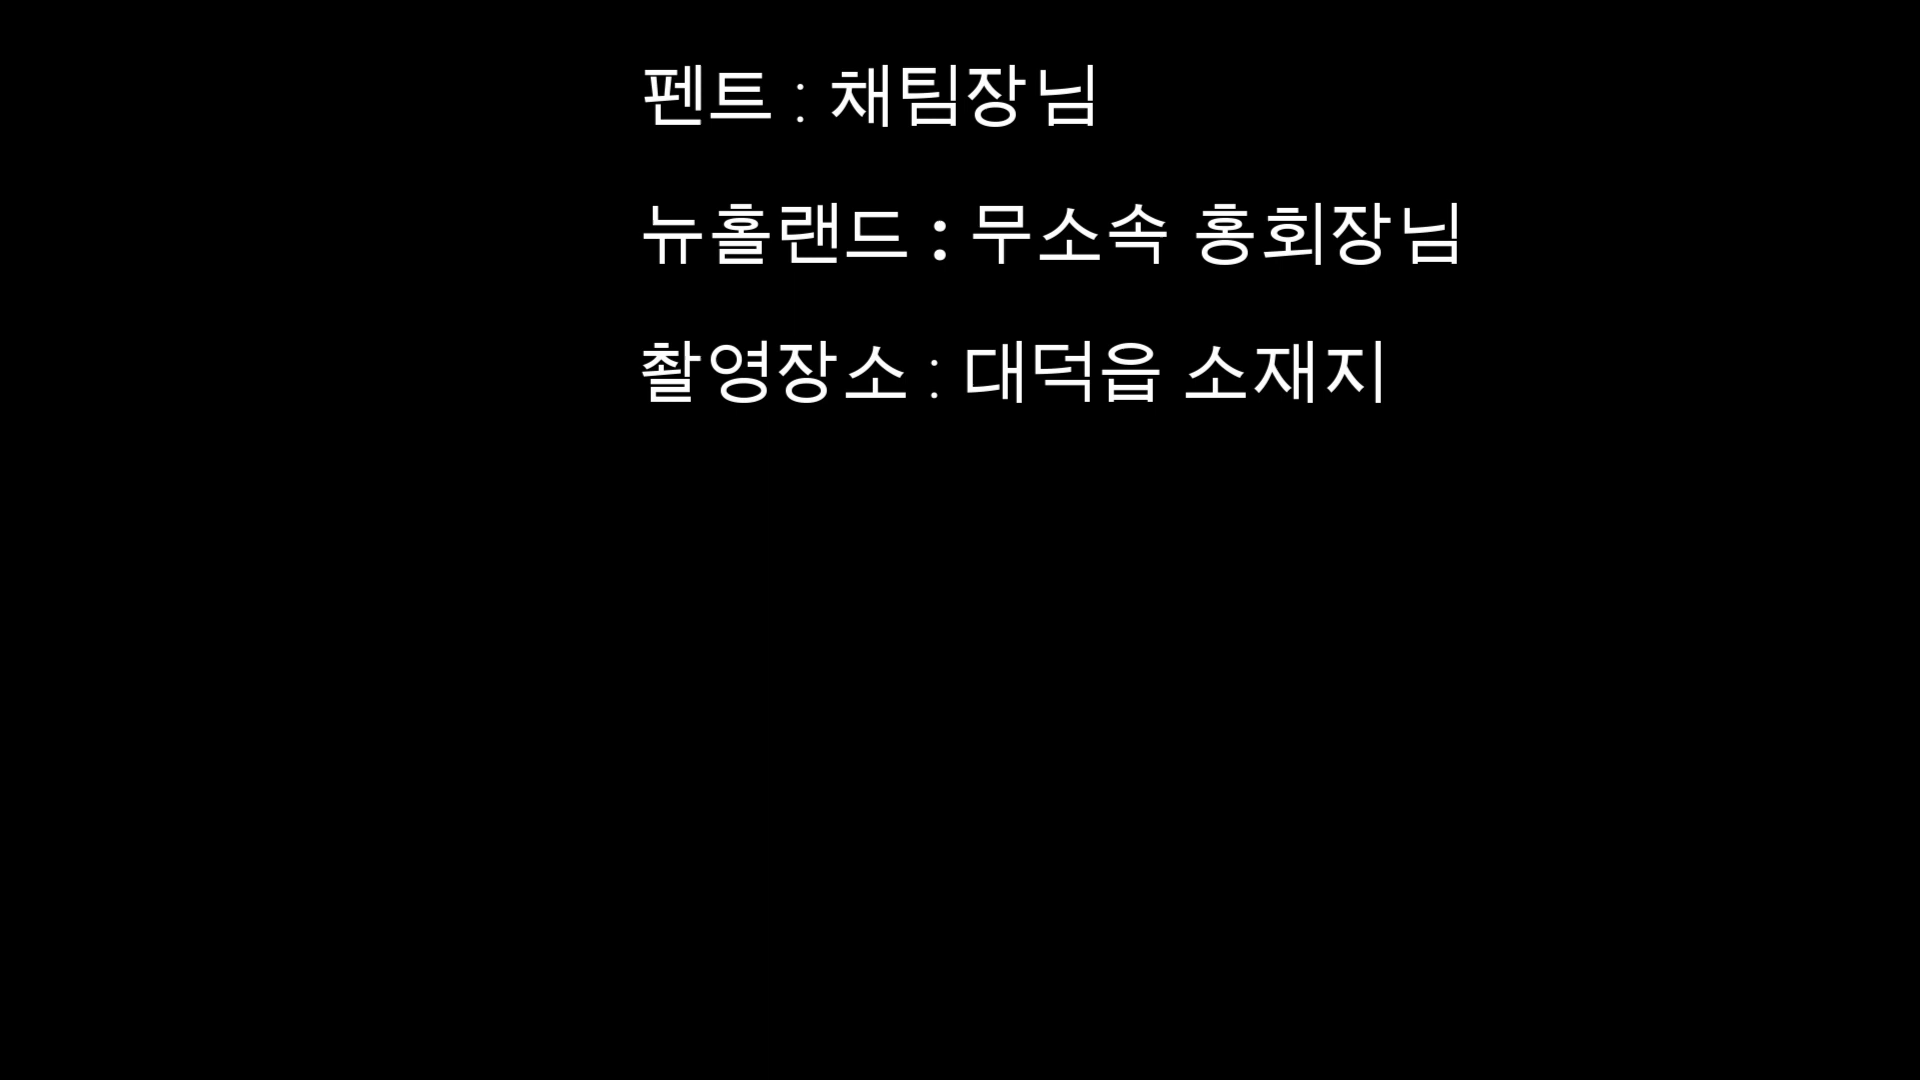 펜트 : 채팀장님
뉴홀랜드 : 무소속 홍회장님
촬영장소 : 대덕읍 소재지